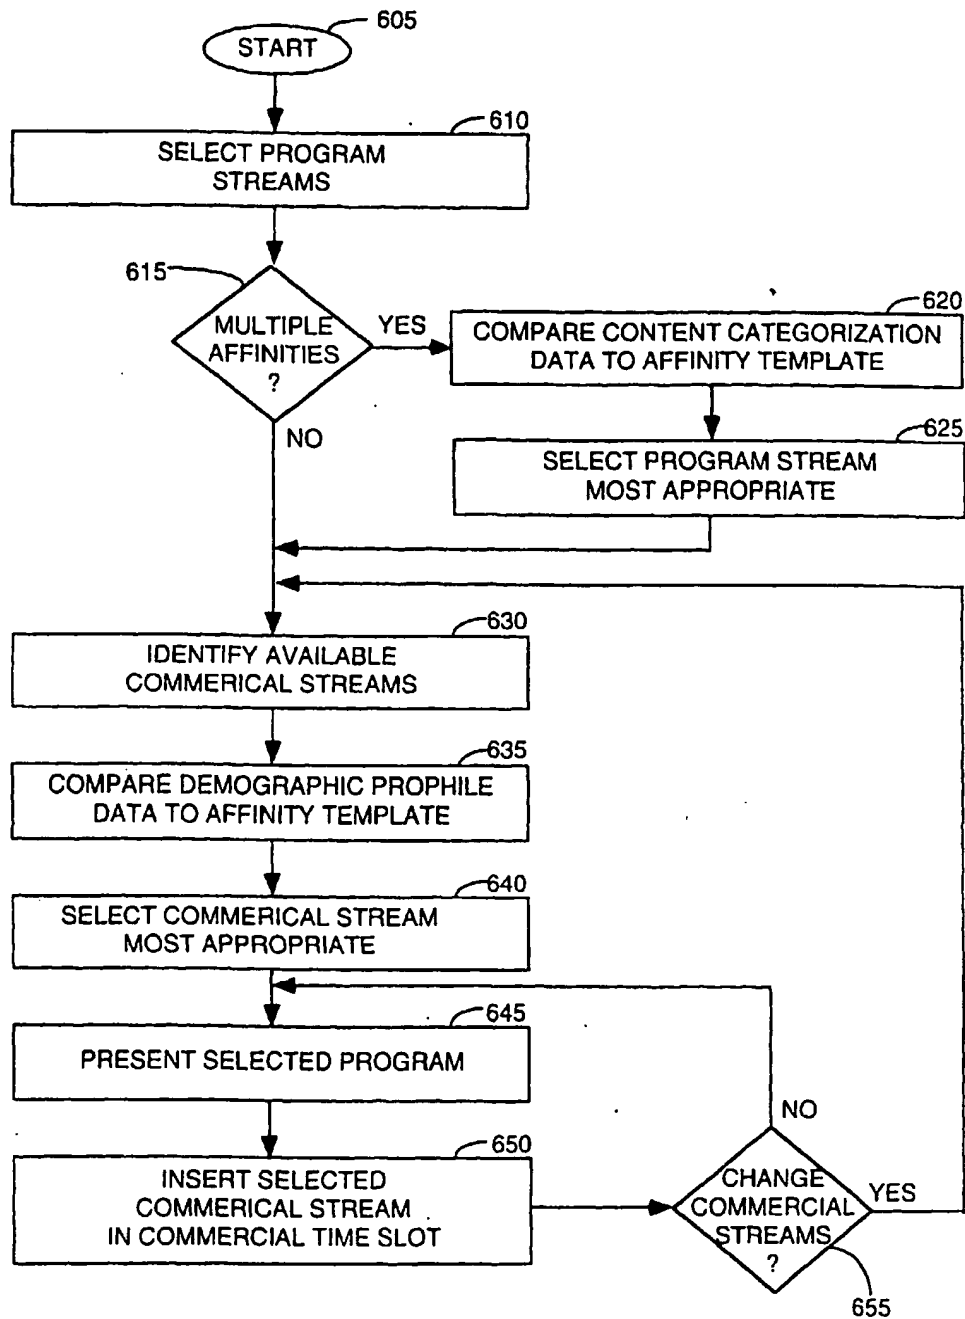 605
START
610
SELECT PROGRAM
STREAMS
615
MULTIPLE
AFFINITIES
?
YES
NO
620
COMPARE CONTENT CATEGORIZATION
DATA TO AFFINITY TEMPLATE
625
SELECT PROGRAM STREAM
MOST APPROPRIATE
630
IDENTIFY AVAILABLE
COMMERICAL STREAMS
635
COMPARE DEMOGRAPHIC PROPHILE
DATA TO AFFINITY TEMPLATE
640
SELECT COMMERICAL STREAM
MOST APPROPRIATE
645
PRESENT SELECTED PROGRAM
650
INSERT SELECTED
COMMERICAL STREAM
IN COMMERCIAL TIME SLOT
NO
CHANGE
COMMERCIAL
STREAMS
?
YES
655